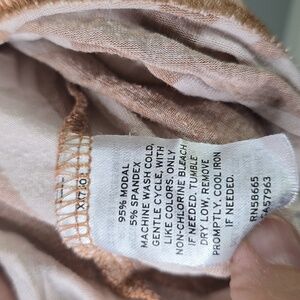 95% MODAL
5% SPANDEX
MACHINE WASH COLD,
GENTLE CYCLE, WITH
LIKE COLORS. ONLY
NON-CHLORINE BLEACH
IF NEEDED. TUMBLE
DRY LOW, REMOVE
PROMPTLY. COOL IRON
IF NEEDED.
RN58665
CA57963